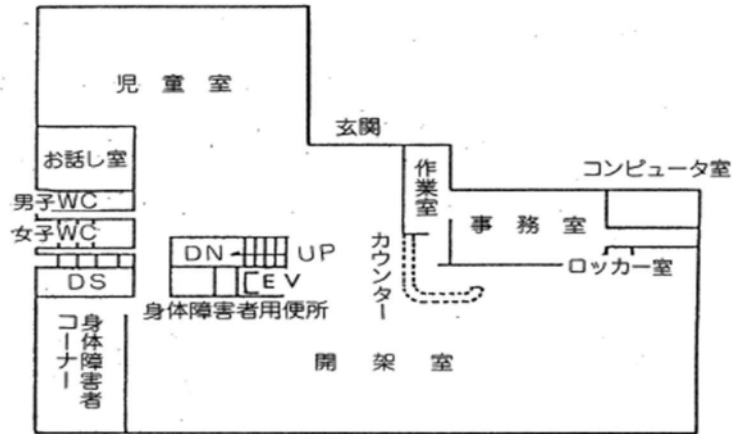 児童室
玄関
お話し室
作業室
コンピュータ室
男子WC
女子WC
事務室
DN
UP
カウンター
ロッカー室
DS
EV
身体障害者用便所
身体障害者
コーナー
開架室